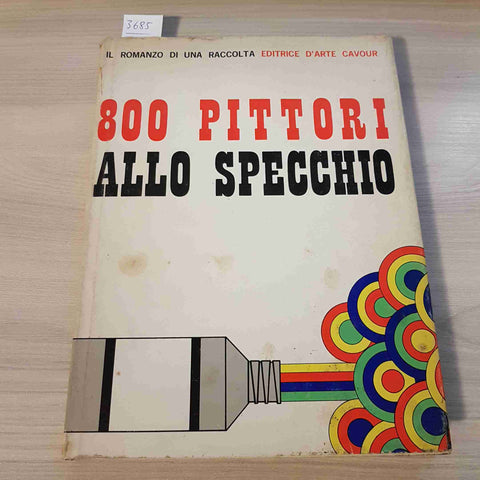 3685
IL ROMANZO DI UNA RACCOLTA EDITRICE D'ARTE CAVOUR
800 PITTORI
ALLO SPECCHIO